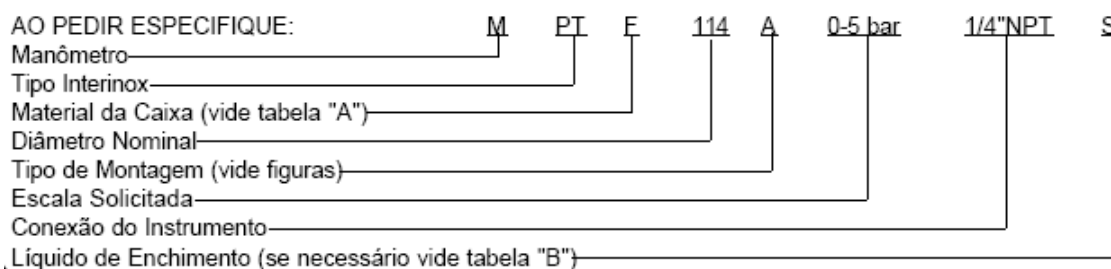 AO PEDIR ESPECIFIQUE: M PT F 114 A 0-5 bar 1/4"NPT S
Manômetro
Tipo Interinox
Material da Caixa (vide tabela "A")
Diâmetro Nominal
Tipo de Montagem (vide figuras)
Escala Solicitada
Conexão do Instrumento
Líquido de Enchimento (se necessário vide tabela "B")